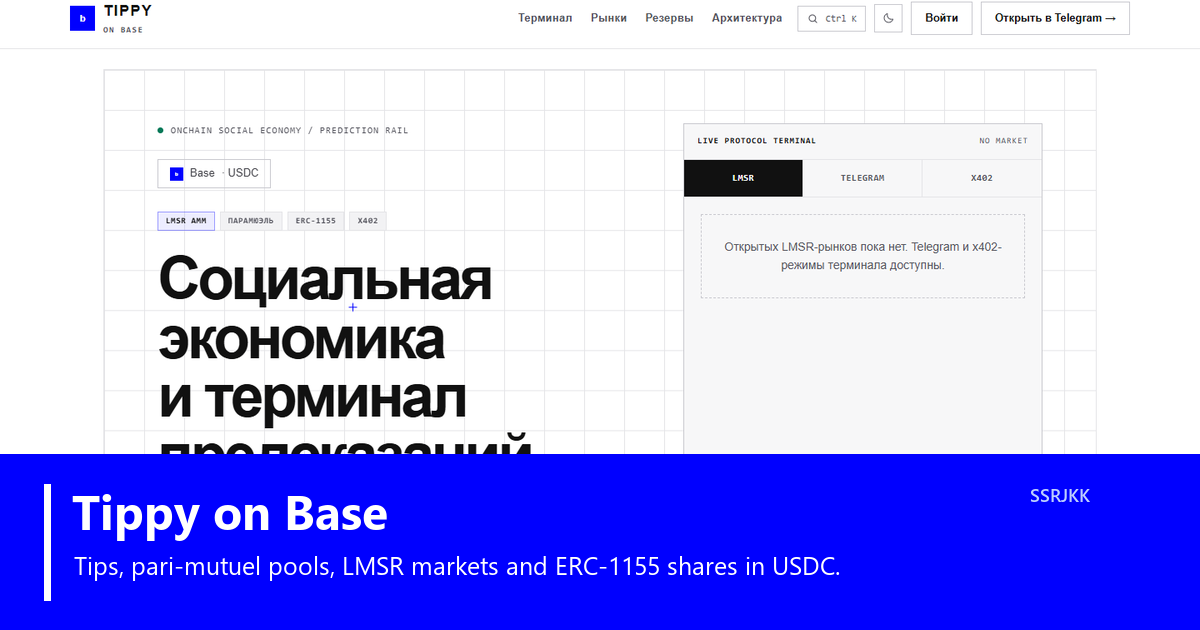 b
TIPPY
ON BASE
Терминал
Рынки
Резервы
Архитектура
Ctrl K
Войти
Открыть в Telegram →
ONCHAIN SOCIAL ECONOMY / PREDICTION RAIL
Base · USDC
LMSR AMM
ПАРАМЮЭЛЬ
ERC-1155
X402
Социальная
экономика
и терминал
предсказаний
LIVE PROTOCOL TERMINAL
NO MARKET
LMSR
TELEGRAM
X402
Открытых LMSR-рынков пока нет. Telegram и x402-
режимы терминала доступны.
Tippy on Base
SSRJKK
Tips, pari-mutuel pools, LMSR markets and ERC-1155 shares in USDC.